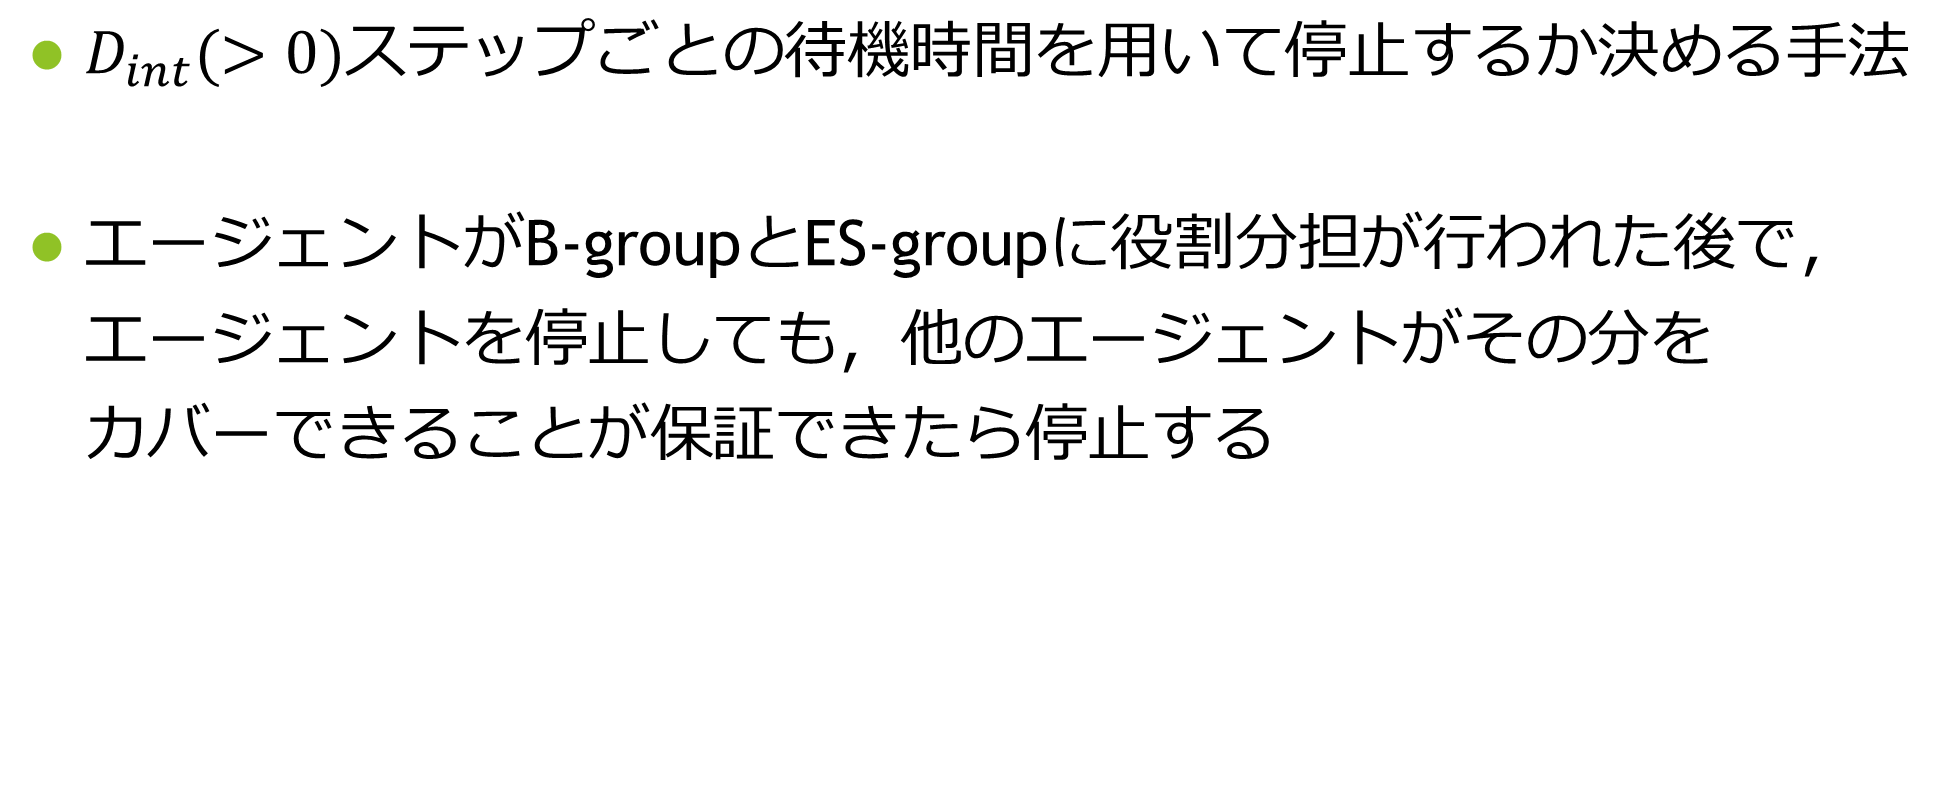 ● D_int(> 0)ステップごとの待機時間を用いて停止するか決める手法
● エージェントがB-groupとES-groupに役割分担が行われた後で，
エージェントを停止しても，他のエージェントがその分を
カバーできることが保証できたら停止する